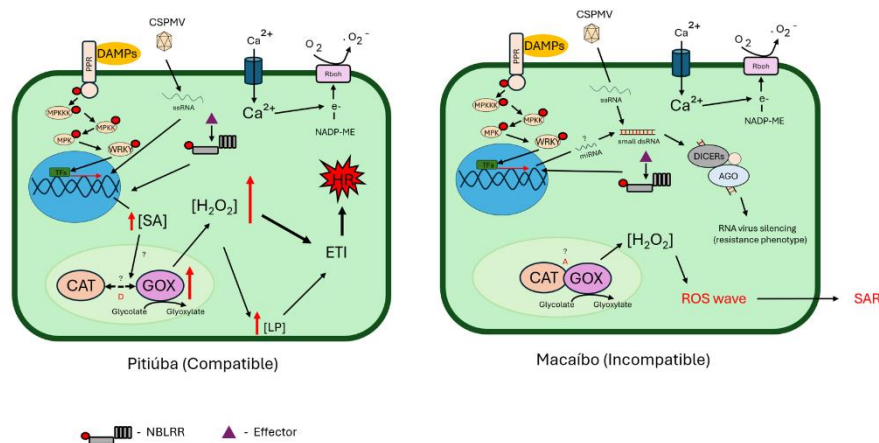 CSPMV
DAMPs
PPR
Ca2+
O2
. O2 -
Rboh
MPKKK
MPKK
MPK
WRKY
ssRNA
Ca2+
e-
NADP-ME
TFs
HR
[SA]
[H2O2]
ETI
?
?
CAT
D
GOX
Glycolate
Glyoxylate
[LP]
Pitiúba (Compatible)
CSPMV
DAMPs
PPR
Ca2+
O2
. O2 -
Rboh
MPKKK
MPKK
MPK
WRKY
ssRNA
?
miRNA
small dsRNA
Ca2+
e-
NADP-ME
TFs
DICERs
AGO
RNA virus silencing
(resistance phenotype)
[H2O2]
?
A
CAT
GOX
Glycolate
Glyoxylate
ROS wave
SAR
Macaíbo (Incompatible)
- NBLRR
- Effector